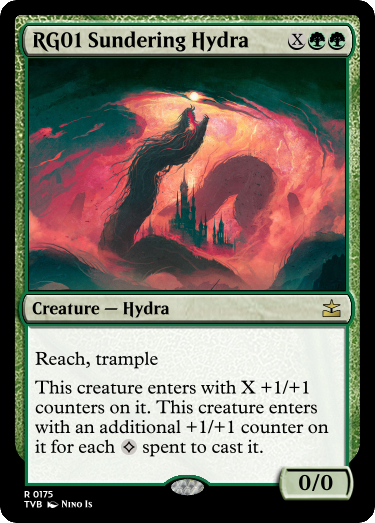 RG01 Sundering Hydra X
Creature — Hydra
Reach, trample
This creature enters with X +1/+1
counters on it. This creature enters
with an additional +1/+1 counter on
it for each spent to cast it.
0/0
R 0175
TVB Nino Is